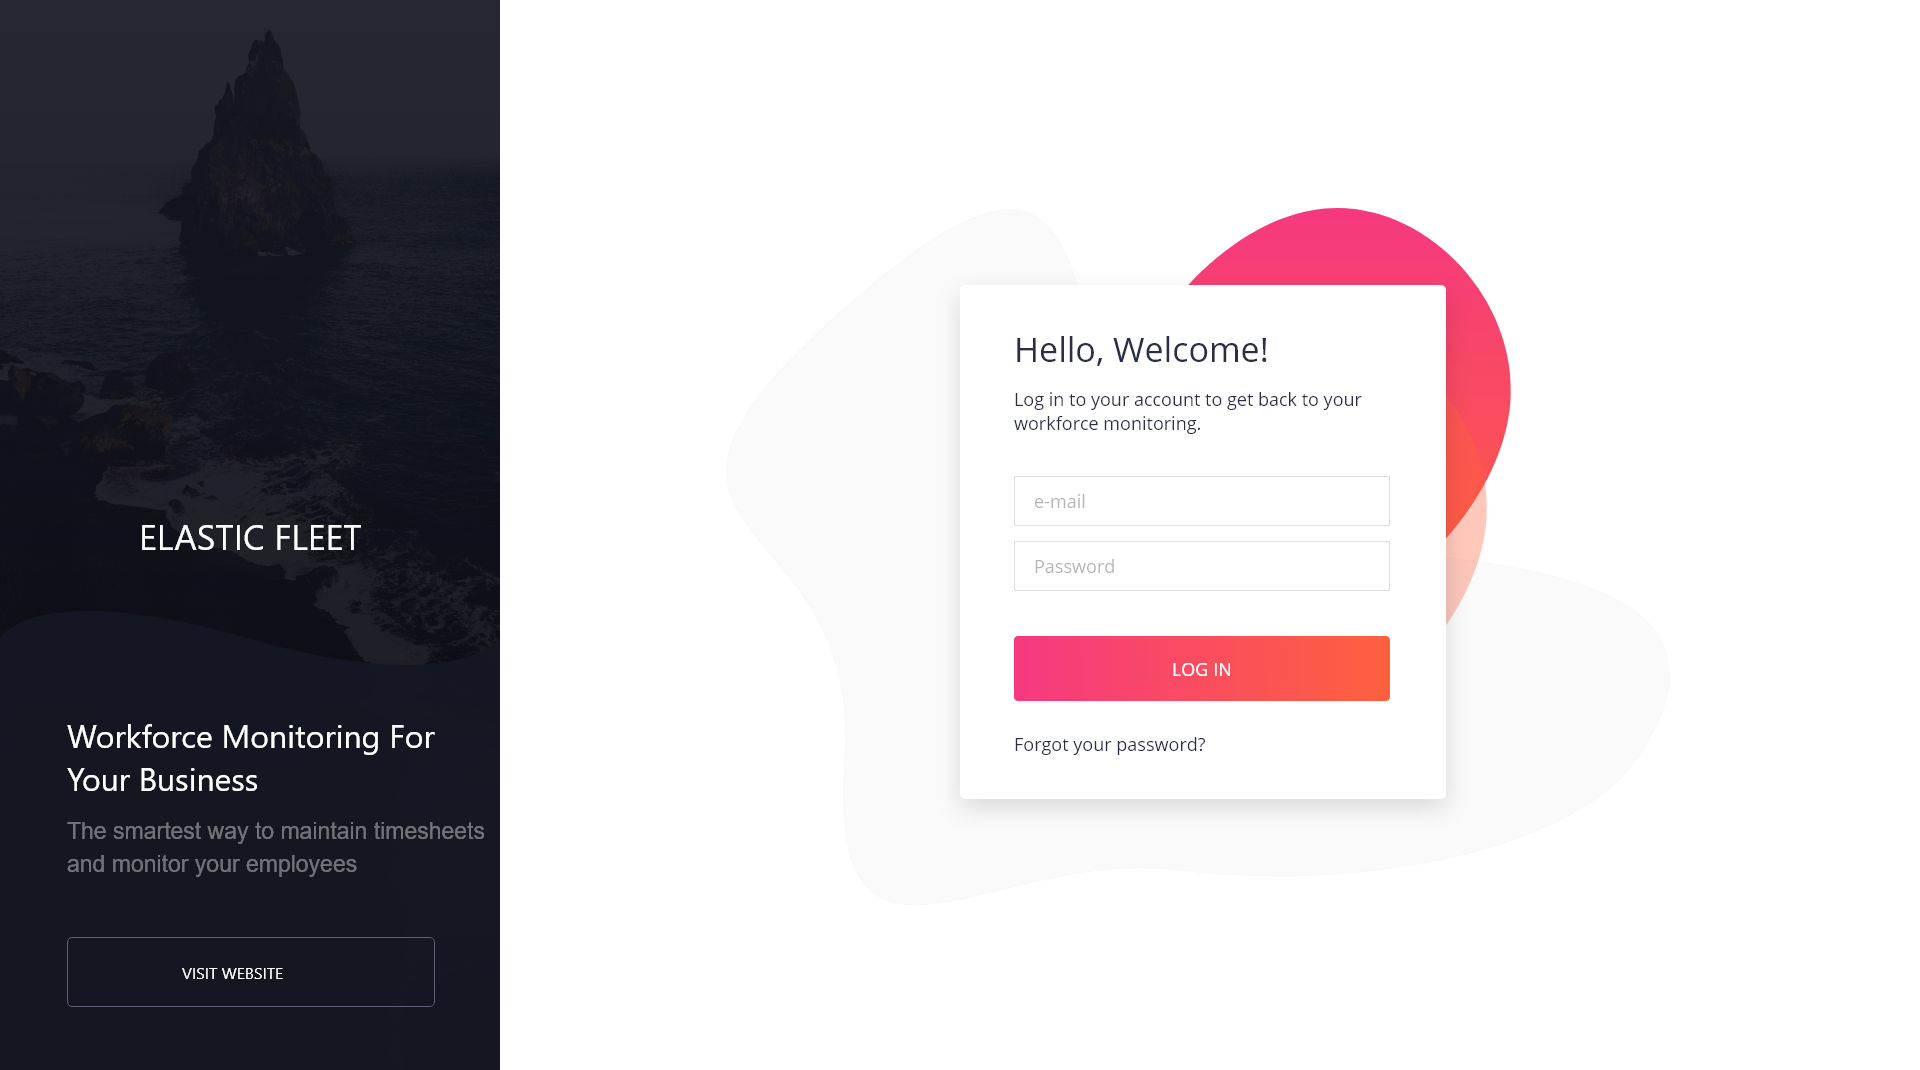 ELASTIC FLEET
Workforce Monitoring For
Your Business
The smartest way to maintain timesheets
and monitor your employees
VISIT WEBSITE
Hello, Welcome!
Log in to your account to get back to your
workforce monitoring.
e-mail
Password
LOG IN
Forgot your password?